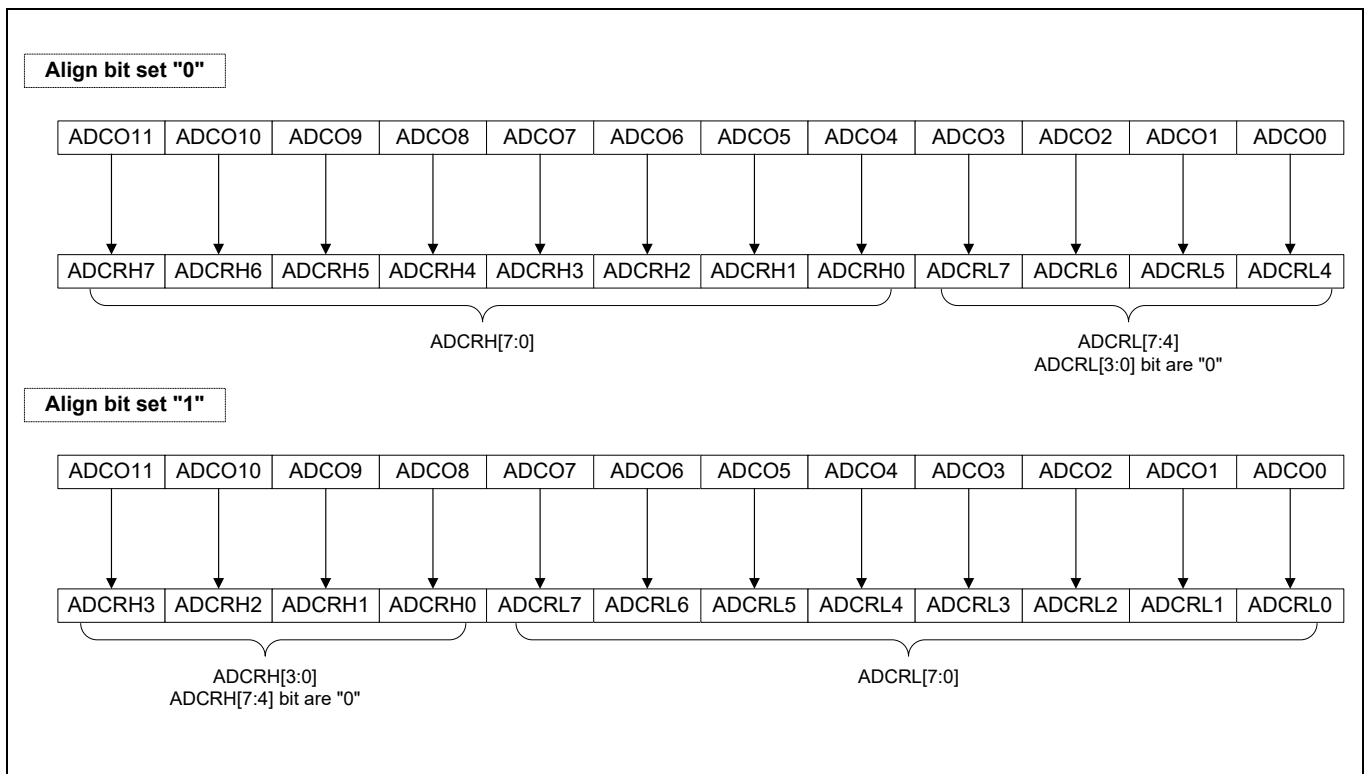 Align bit set "0"
ADCO11 ADCO10 ADCO9 ADCO8 ADCO7 ADCO6 ADCO5 ADCO4 ADCO3 ADCO2 ADCO1 ADCO0
ADCRH7 ADCRH6 ADCRH5 ADCRH4 ADCRH3 ADCRH2 ADCRH1 ADCRH0 ADCRL7 ADCRL6 ADCRL5 ADCRL4
ADCRH[7:0] ADCRL[7:4]
ADCRL[3:0] bit are "0"
Align bit set "1"
ADCO11 ADCO10 ADCO9 ADCO8 ADCO7 ADCO6 ADCO5 ADCO4 ADCO3 ADCO2 ADCO1 ADCO0
ADCRH3 ADCRH2 ADCRH1 ADCRH0 ADCRL7 ADCRL6 ADCRL5 ADCRL4 ADCRL3 ADCRL2 ADCRL1 ADCRL0
ADCRH[3:0] ADCRL[7:0]
ADCRH[7:4] bit are "0"